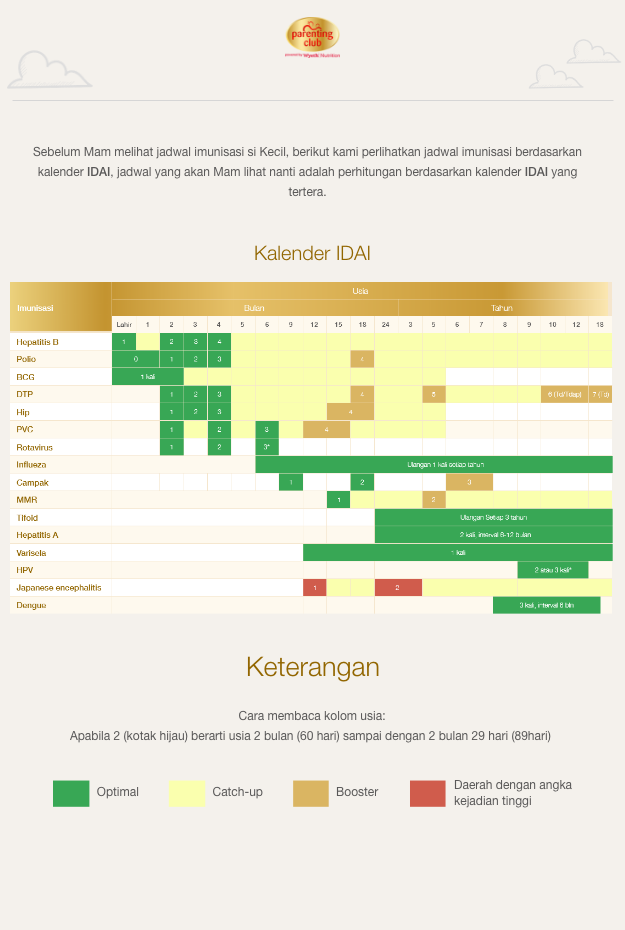 parenting
club
Sebelum Mam melihat jadwal imunisasi si Kecil, berikut kami perlihatkan jadwal imunisasi berdasarkan
kalender IDAI, jadwal yang akan Mam lihat nanti adalah perhitungan berdasarkan kalender IDAI yang
tertera.
Kalender IDAI
Usia
Imunisasi Bulan Tahun
Lahir 1 2 3 4 5 6 9 12 15 18 24 3 5 6 7 8 9 10 12 18
Hepatitis B 1 2 3 4
Polio 0 1 2 3 4
BCG 1 kali
DTP 1 2 3 4 5 6 (Td/Tdap) 7 (Td)
Hip 1 2 3 4
PVC 1 2 3 4
Rotavirus 1 2 3*
Influeza Ulangan 1 kali setiap tahun
Campak 1 2 3
MMR 1 2
Tifoid Ulangan Setiap 3 tahun
Hepatitis A 2 kali, interval 6-12 bulan
Varisela 1 kali
HPV 2 atau 3 kali*
Japanese encephalitis 1 2
Dengue 3 kali, interval 6 bln
Keterangan
Cara membaca kolom usia:
Apabila 2 (kotak hijau) berarti usia 2 bulan (60 hari) sampai dengan 2 bulan 29 hari (89hari)
Optimal
Catch-up
Booster
Daerah dengan angka
kejadian tinggi